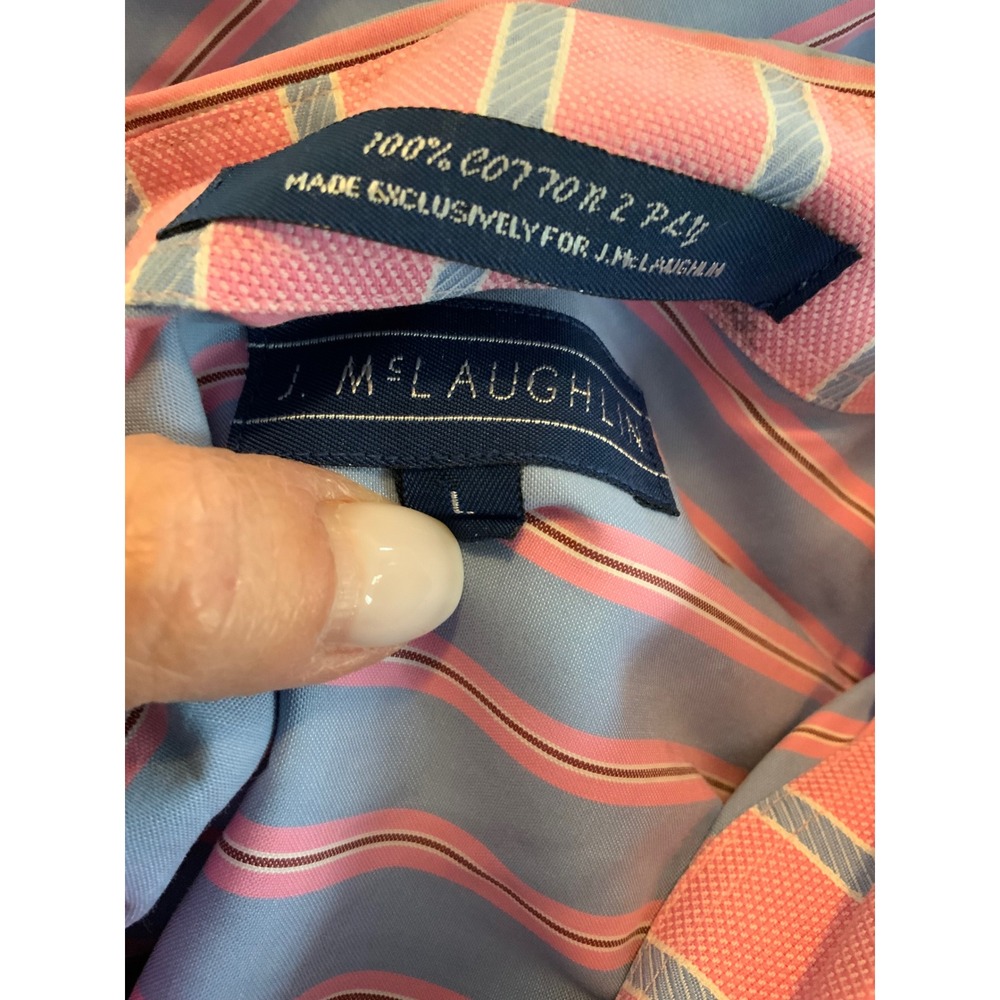 100% COTTON 2 PLY
MADE EXCLUSIVELY FOR J. McLAUGHLIN
J. McLAUGHLIN
L